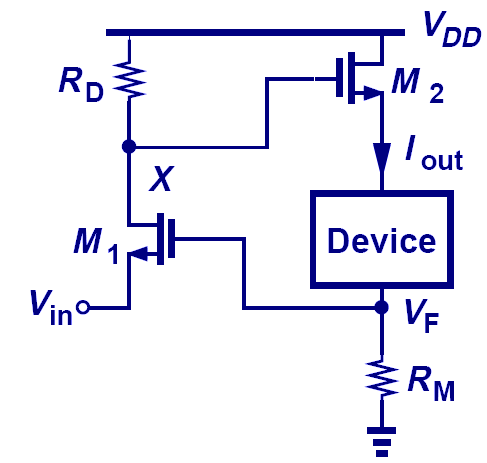 V_DD
R_D
M_2
I_out
X
M_1
Device
V_in
V_F
R_M